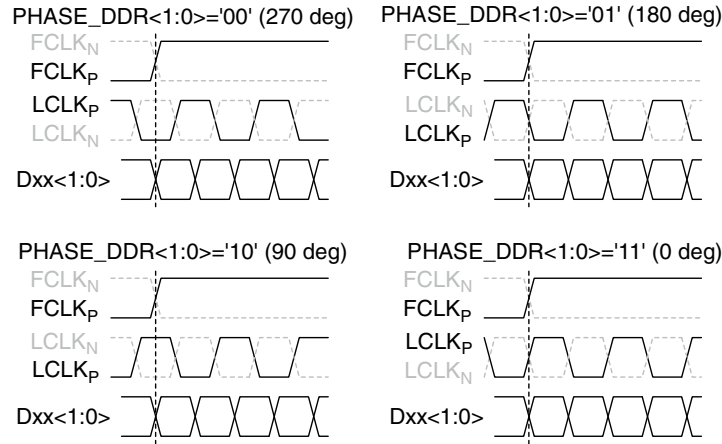 PHASE_DDR<1:0>='00' (270 deg)
FCLKN
FCLKP
LCLKP
LCLKN
Dxx<1:0>
PHASE_DDR<1:0>='01' (180 deg)
FCLKN
FCLKP
LCLKN
LCLKP
Dxx<1:0>
PHASE_DDR<1:0>='10' (90 deg)
FCLKN
FCLKP
LCLKN
LCLKP
Dxx<1:0>
PHASE_DDR<1:0>='11' (0 deg)
FCLKN
FCLKP
LCLKP
LCLKN
Dxx<1:0>